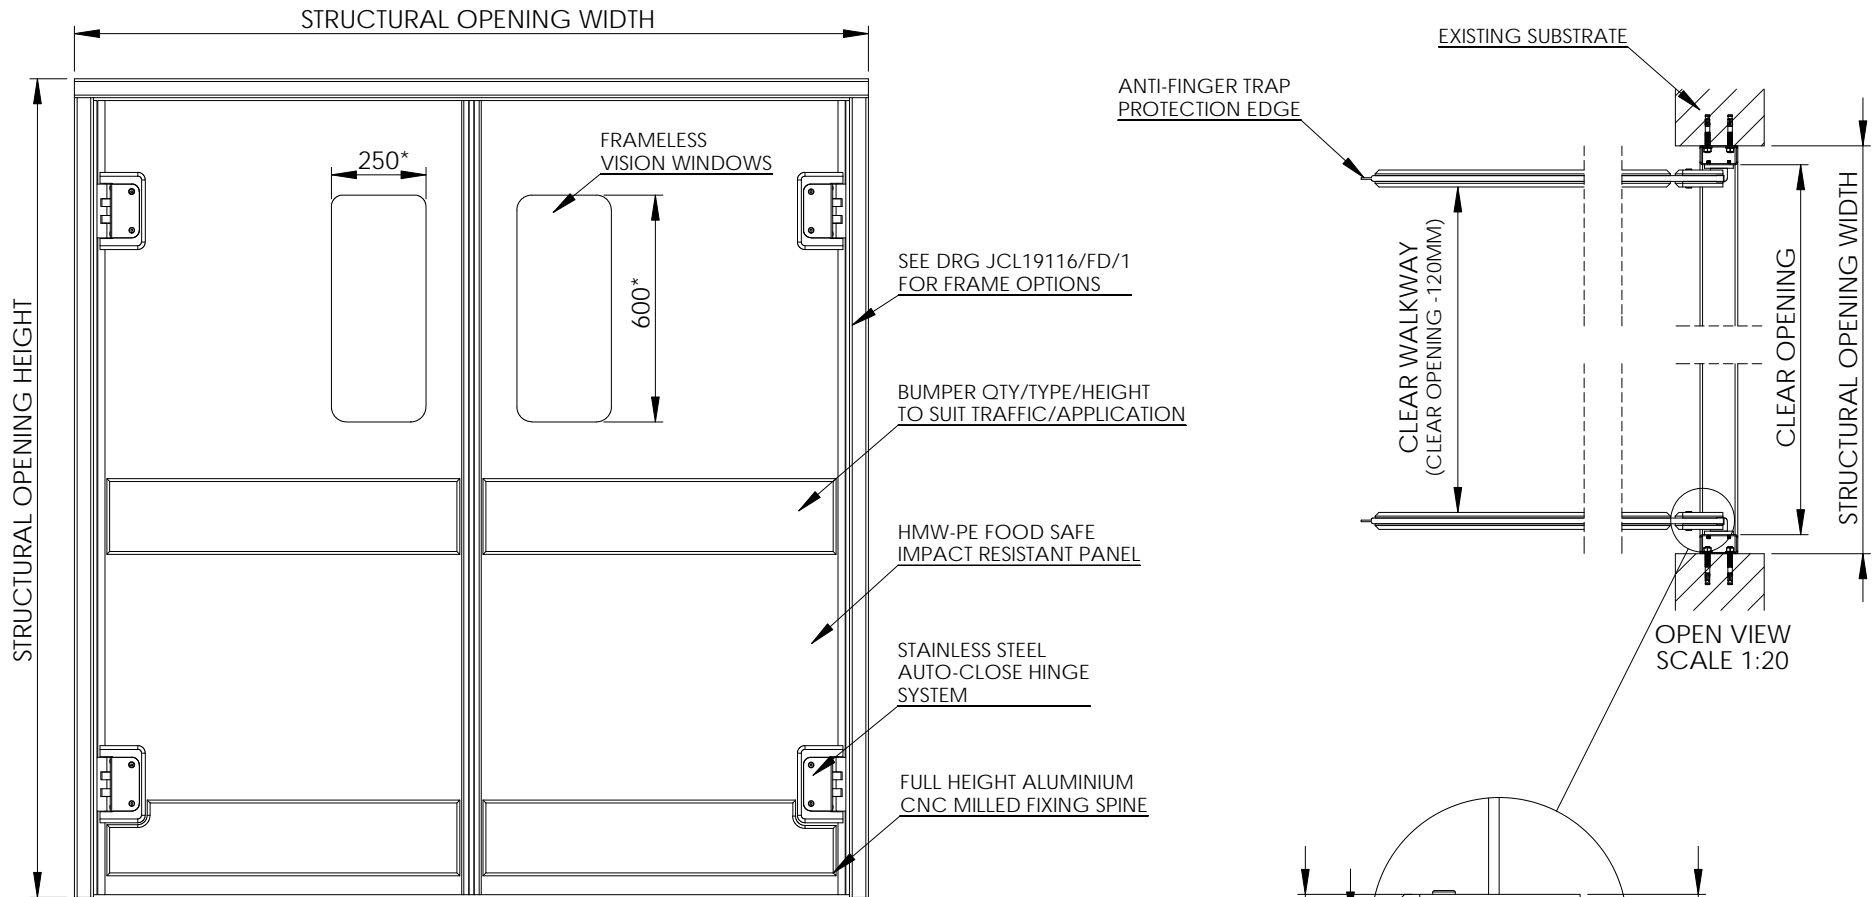 STRUCTURAL OPENING WIDTH
STRUCTURAL OPENING HEIGHT
250*
FRAMELESS
VISION WINDOWS
600*
SEE DRG JCL19116/FD/1
FOR FRAME OPTIONS
BUMPER QTY/TYPE/HEIGHT
TO SUIT TRAFFIC/APPLICATION
HMW-PE FOOD SAFE
IMPACT RESISTANT PANEL
STAINLESS STEEL
AUTO-CLOSE HINGE
SYSTEM
FULL HEIGHT ALUMINIUM
CNC MILLED FIXING SPINE
EXISTING SUBSTRATE
ANTI-FINGER TRAP
PROTECTION EDGE
CLEAR WALKWAY
(CLEAR OPENING -120MM)
CLEAR OPENING
STRUCTURAL OPENING WIDTH
OPEN VIEW
SCALE 1:20